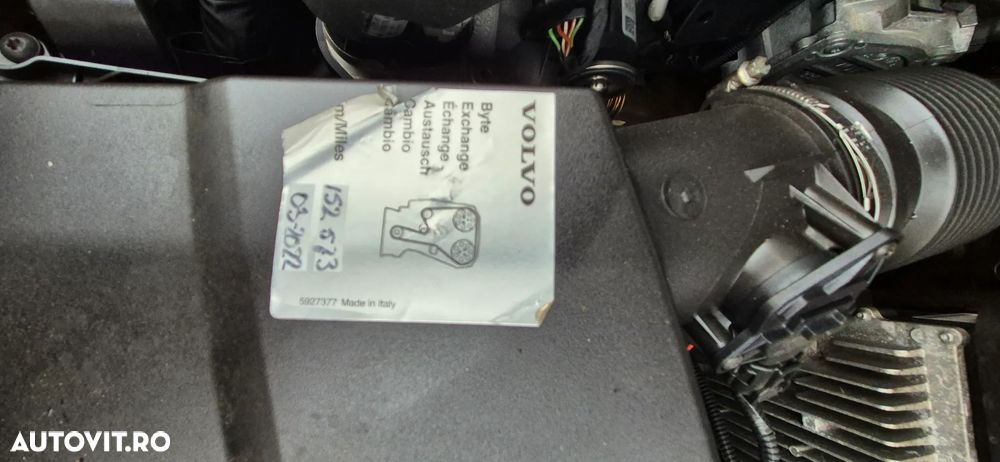 VOLVO
Byte
Exchange
Échange
Austausch
Cambio
Câmbio
m/Miles
152 573
03-2022
5927377 Made in Italy
AUTOVIT.RO